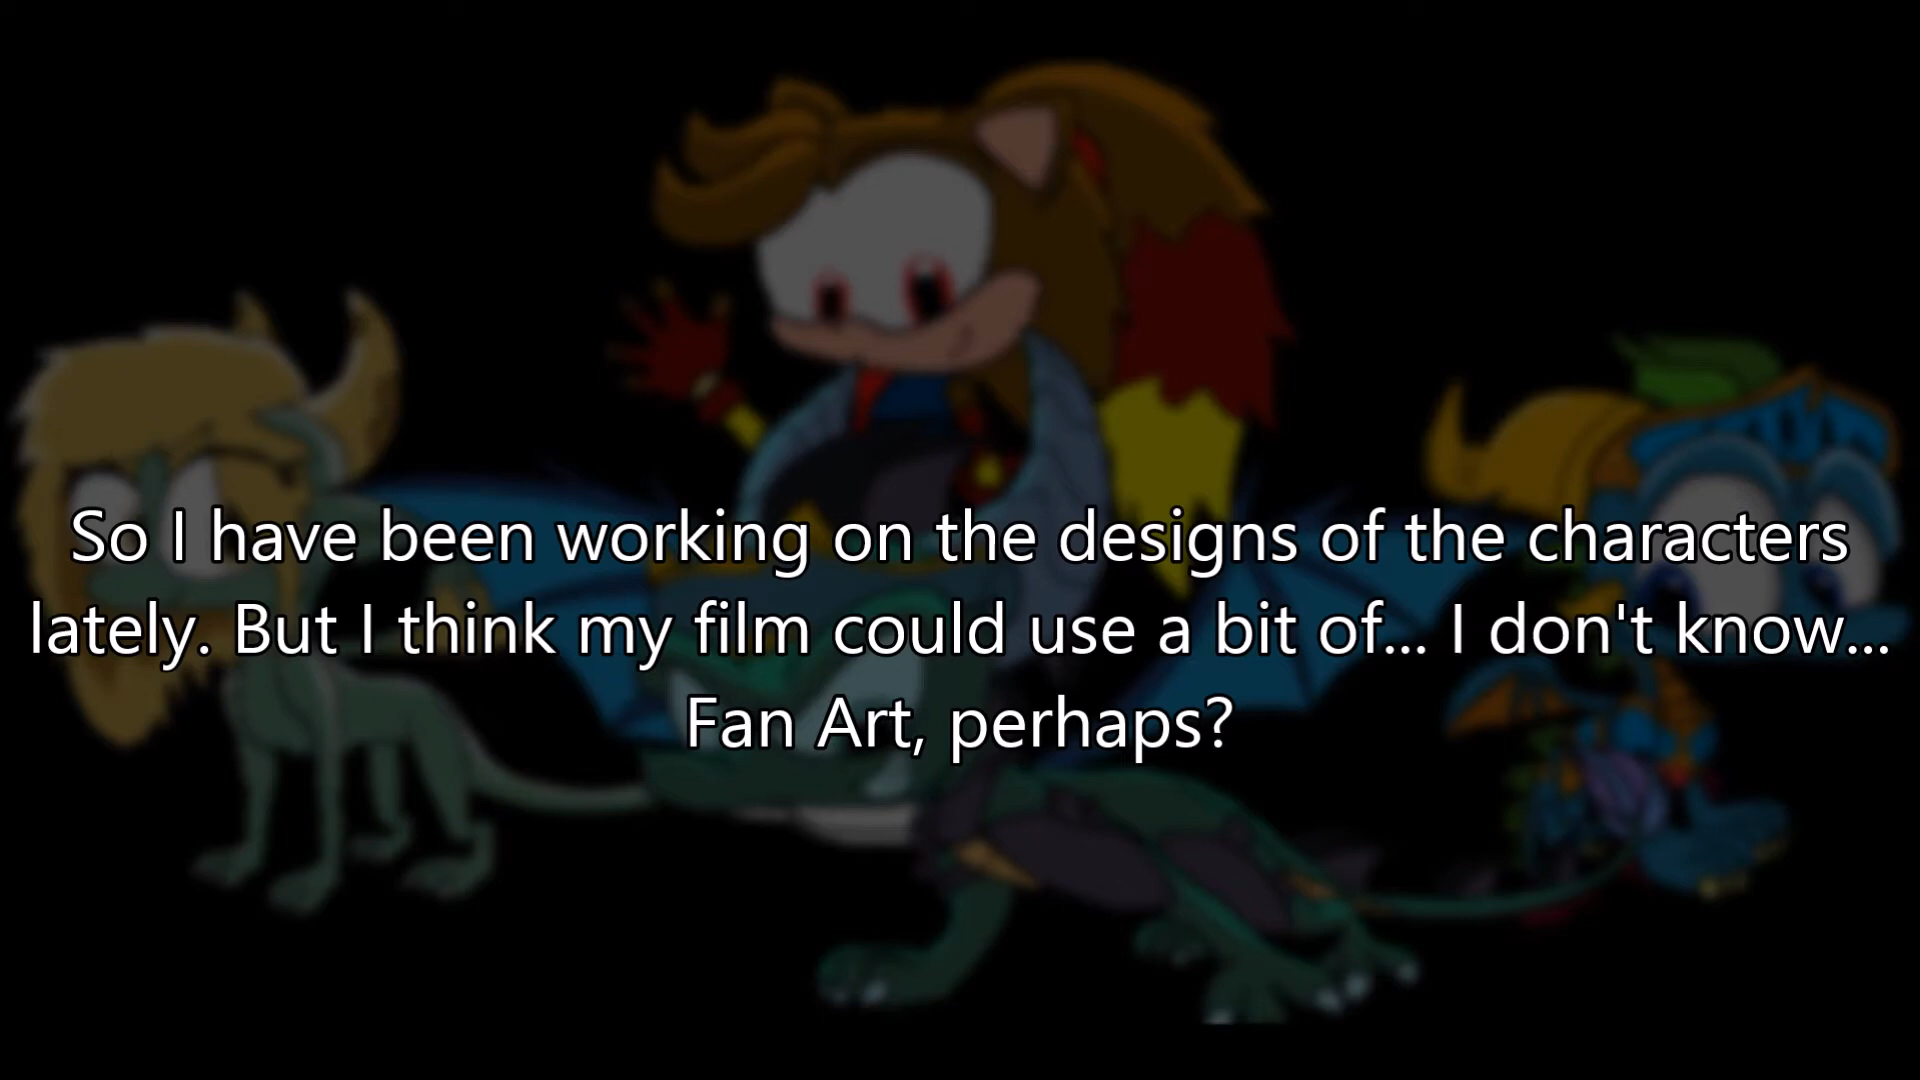 So I have been working on the designs of the characters
lately. But I think my film could use a bit of... I don't know...
Fan Art, perhaps?